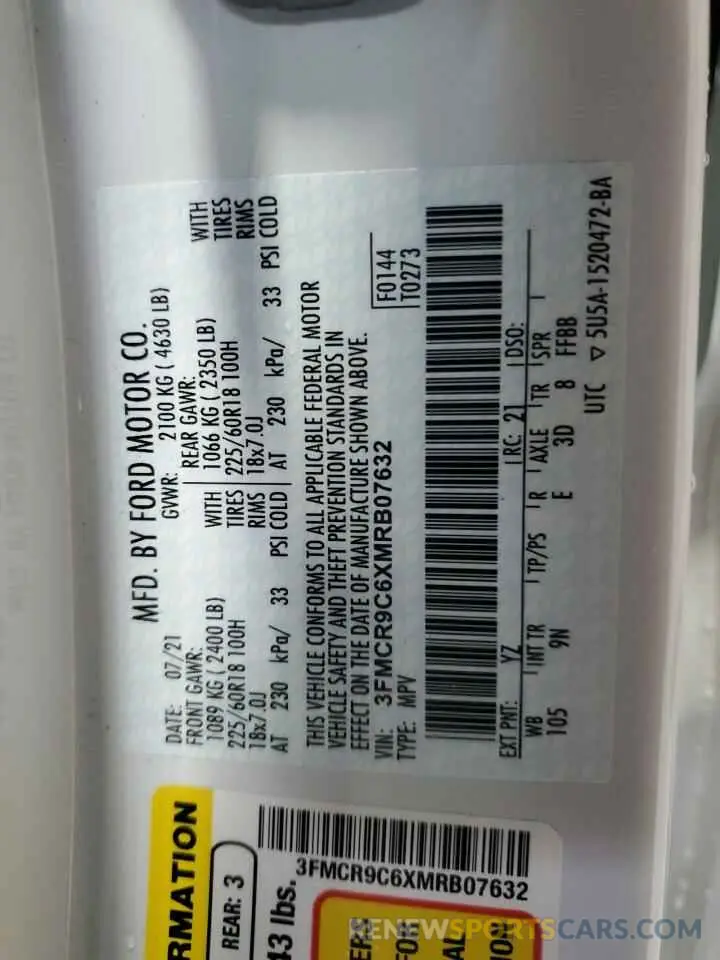 MFD. BY FORD MOTOR CO.
DATE: 07/21 GVWR: 2100 KG ( 4630 LB)
FRONT GAWR: REAR GAWR:
1089 KG ( 2400 LB) WITH 1066 KG ( 2350 LB) WITH
225/60R18 100H TIRES 225/60R18 100H TIRES
18x7.0J RIMS 18x7.0J RIMS
AT 230 kPa/ 33 PSI COLD AT 230 kPa/ 33 PSI COLD
THIS VEHICLE CONFORMS TO ALL APPLICABLE FEDERAL MOTOR
VEHICLE SAFETY AND THEFT PREVENTION STANDARDS IN
EFFECT ON THE DATE OF MANUFACTURE SHOWN ABOVE.
VIN: 3FMCR9C6XMRB07632 F0144
TYPE: MPV T0273
EXT PNT: YZ RC: 21 DSO:
WB INT TR TP/PS R AXLE TR SPR
105 9N E 3D 8 FFBB
UTC ▽ 5U5A-1520472-BA
RMATION
REAR: 3
43 lbs.
3FMCR9C6XMRB07632
FOR
AL
RENEWSPORTSCARS.COM